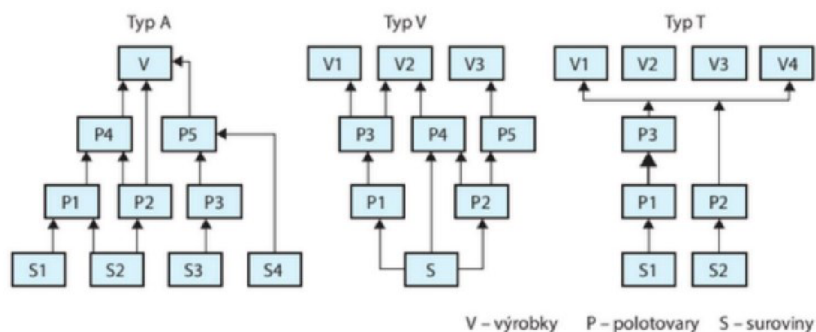 Typ A Typ V Typ T
V V1 V2 V3 V1 V2 V3 V4
P4 P5 P3 P4 P5 P3
P1 P2 P3 P1 P2 P1 P2
S1 S2 S3 S4 S S1 S2
V – výrobky P – polotovary S – suroviny